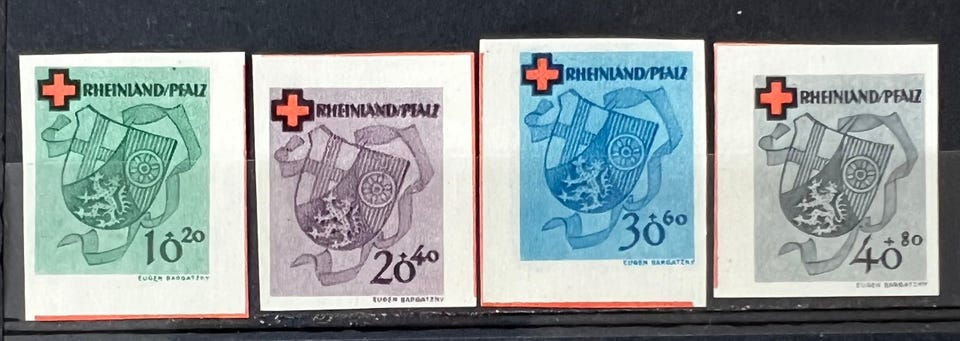 RHEINLAND/PFALZ
10+20
EUGEN BARGATZKY
RHEINLAND/PFALZ
20+40
EUGEN BARGATZKY
RHEINLAND/PFALZ
30+60
EUGEN BARGATZKY
RHEINLAND/PFALZ
40+80
EUGEN BARGATZKY